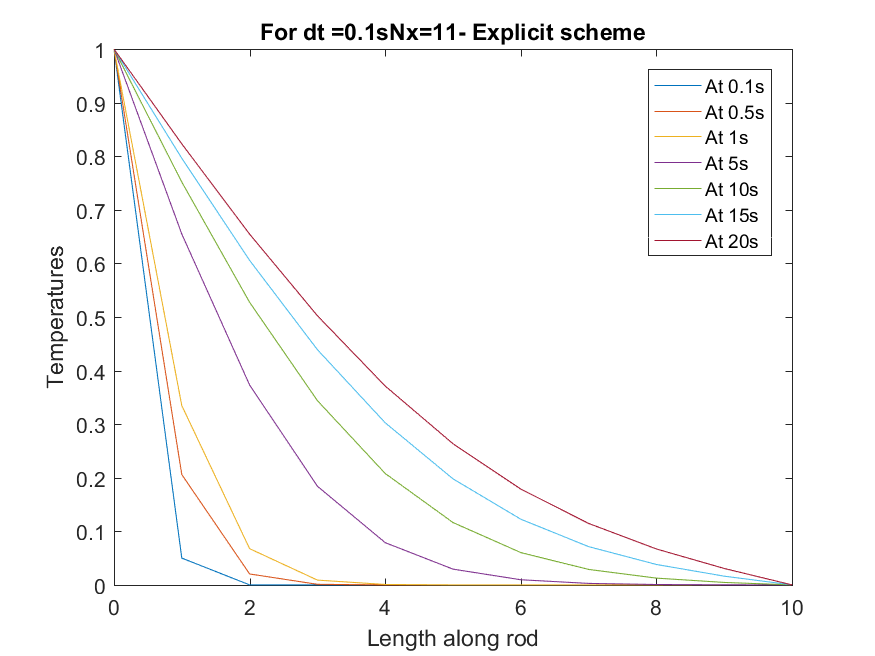 For dt =0.1sNx=11- Explicit scheme
1
0.9
0.8
0.7
0.6
0.5
0.4
0.3
0.2
0.1
0
Temperatures
At 0.1s
At 0.5s
At 1s
At 5s
At 10s
At 15s
At 20s
0 2 4 6 8 10
Length along rod